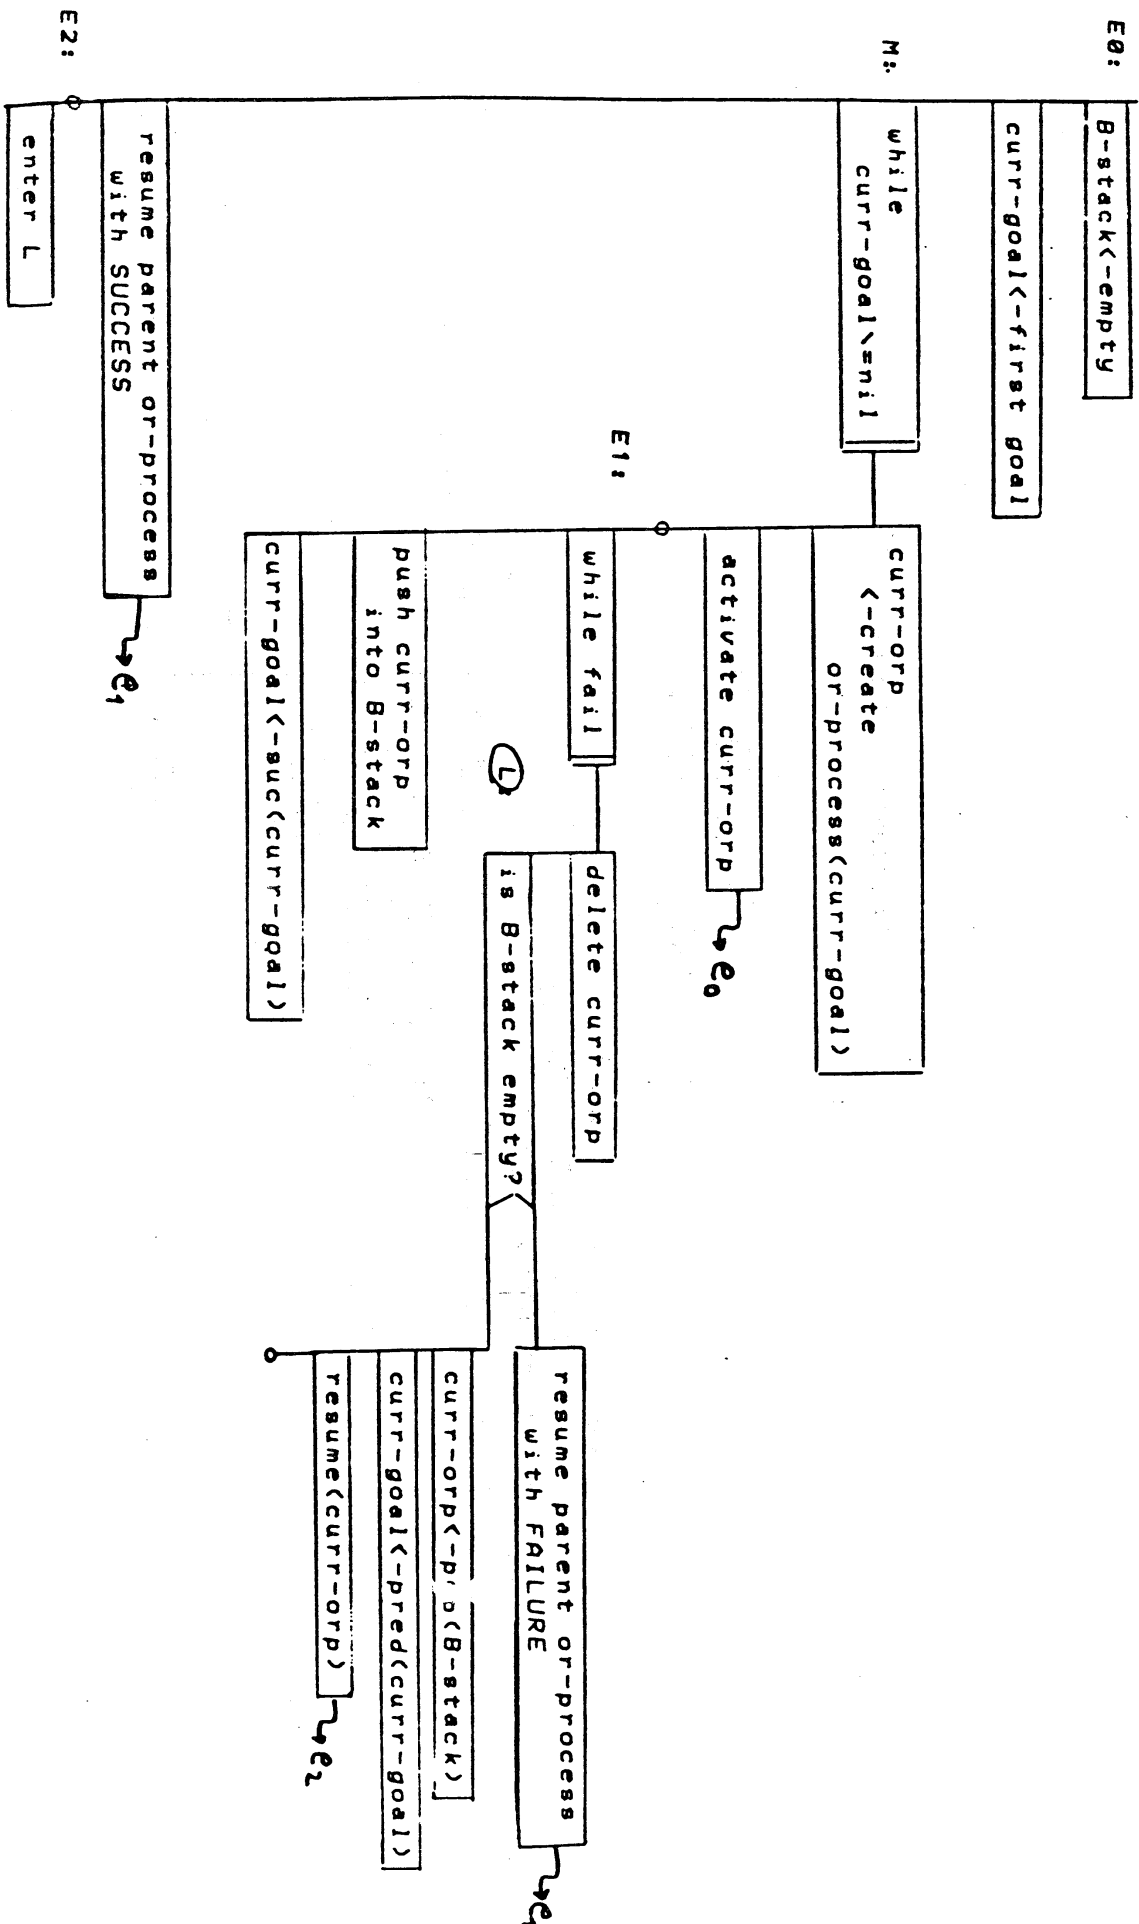 E0:
B-stack<-empty
curr-goal<-first goal
M:
while
curr-goal\=nil
curr-orp
<-create
or-process(curr-goal)
activate curr-orp
e0
E1:
while fail
delete curr-orp
L:
is B-stack empty?
resume parent or-process
with FAILURE
curr-orp<-   (B-stack)
curr-goal<-pred(curr-goal)
resume(curr-orp)
e2
push curr-orp
into B-stack
curr-goal<-suc(curr-goal)
resume parent or-process
with SUCCESS
e1
E2:
enter L